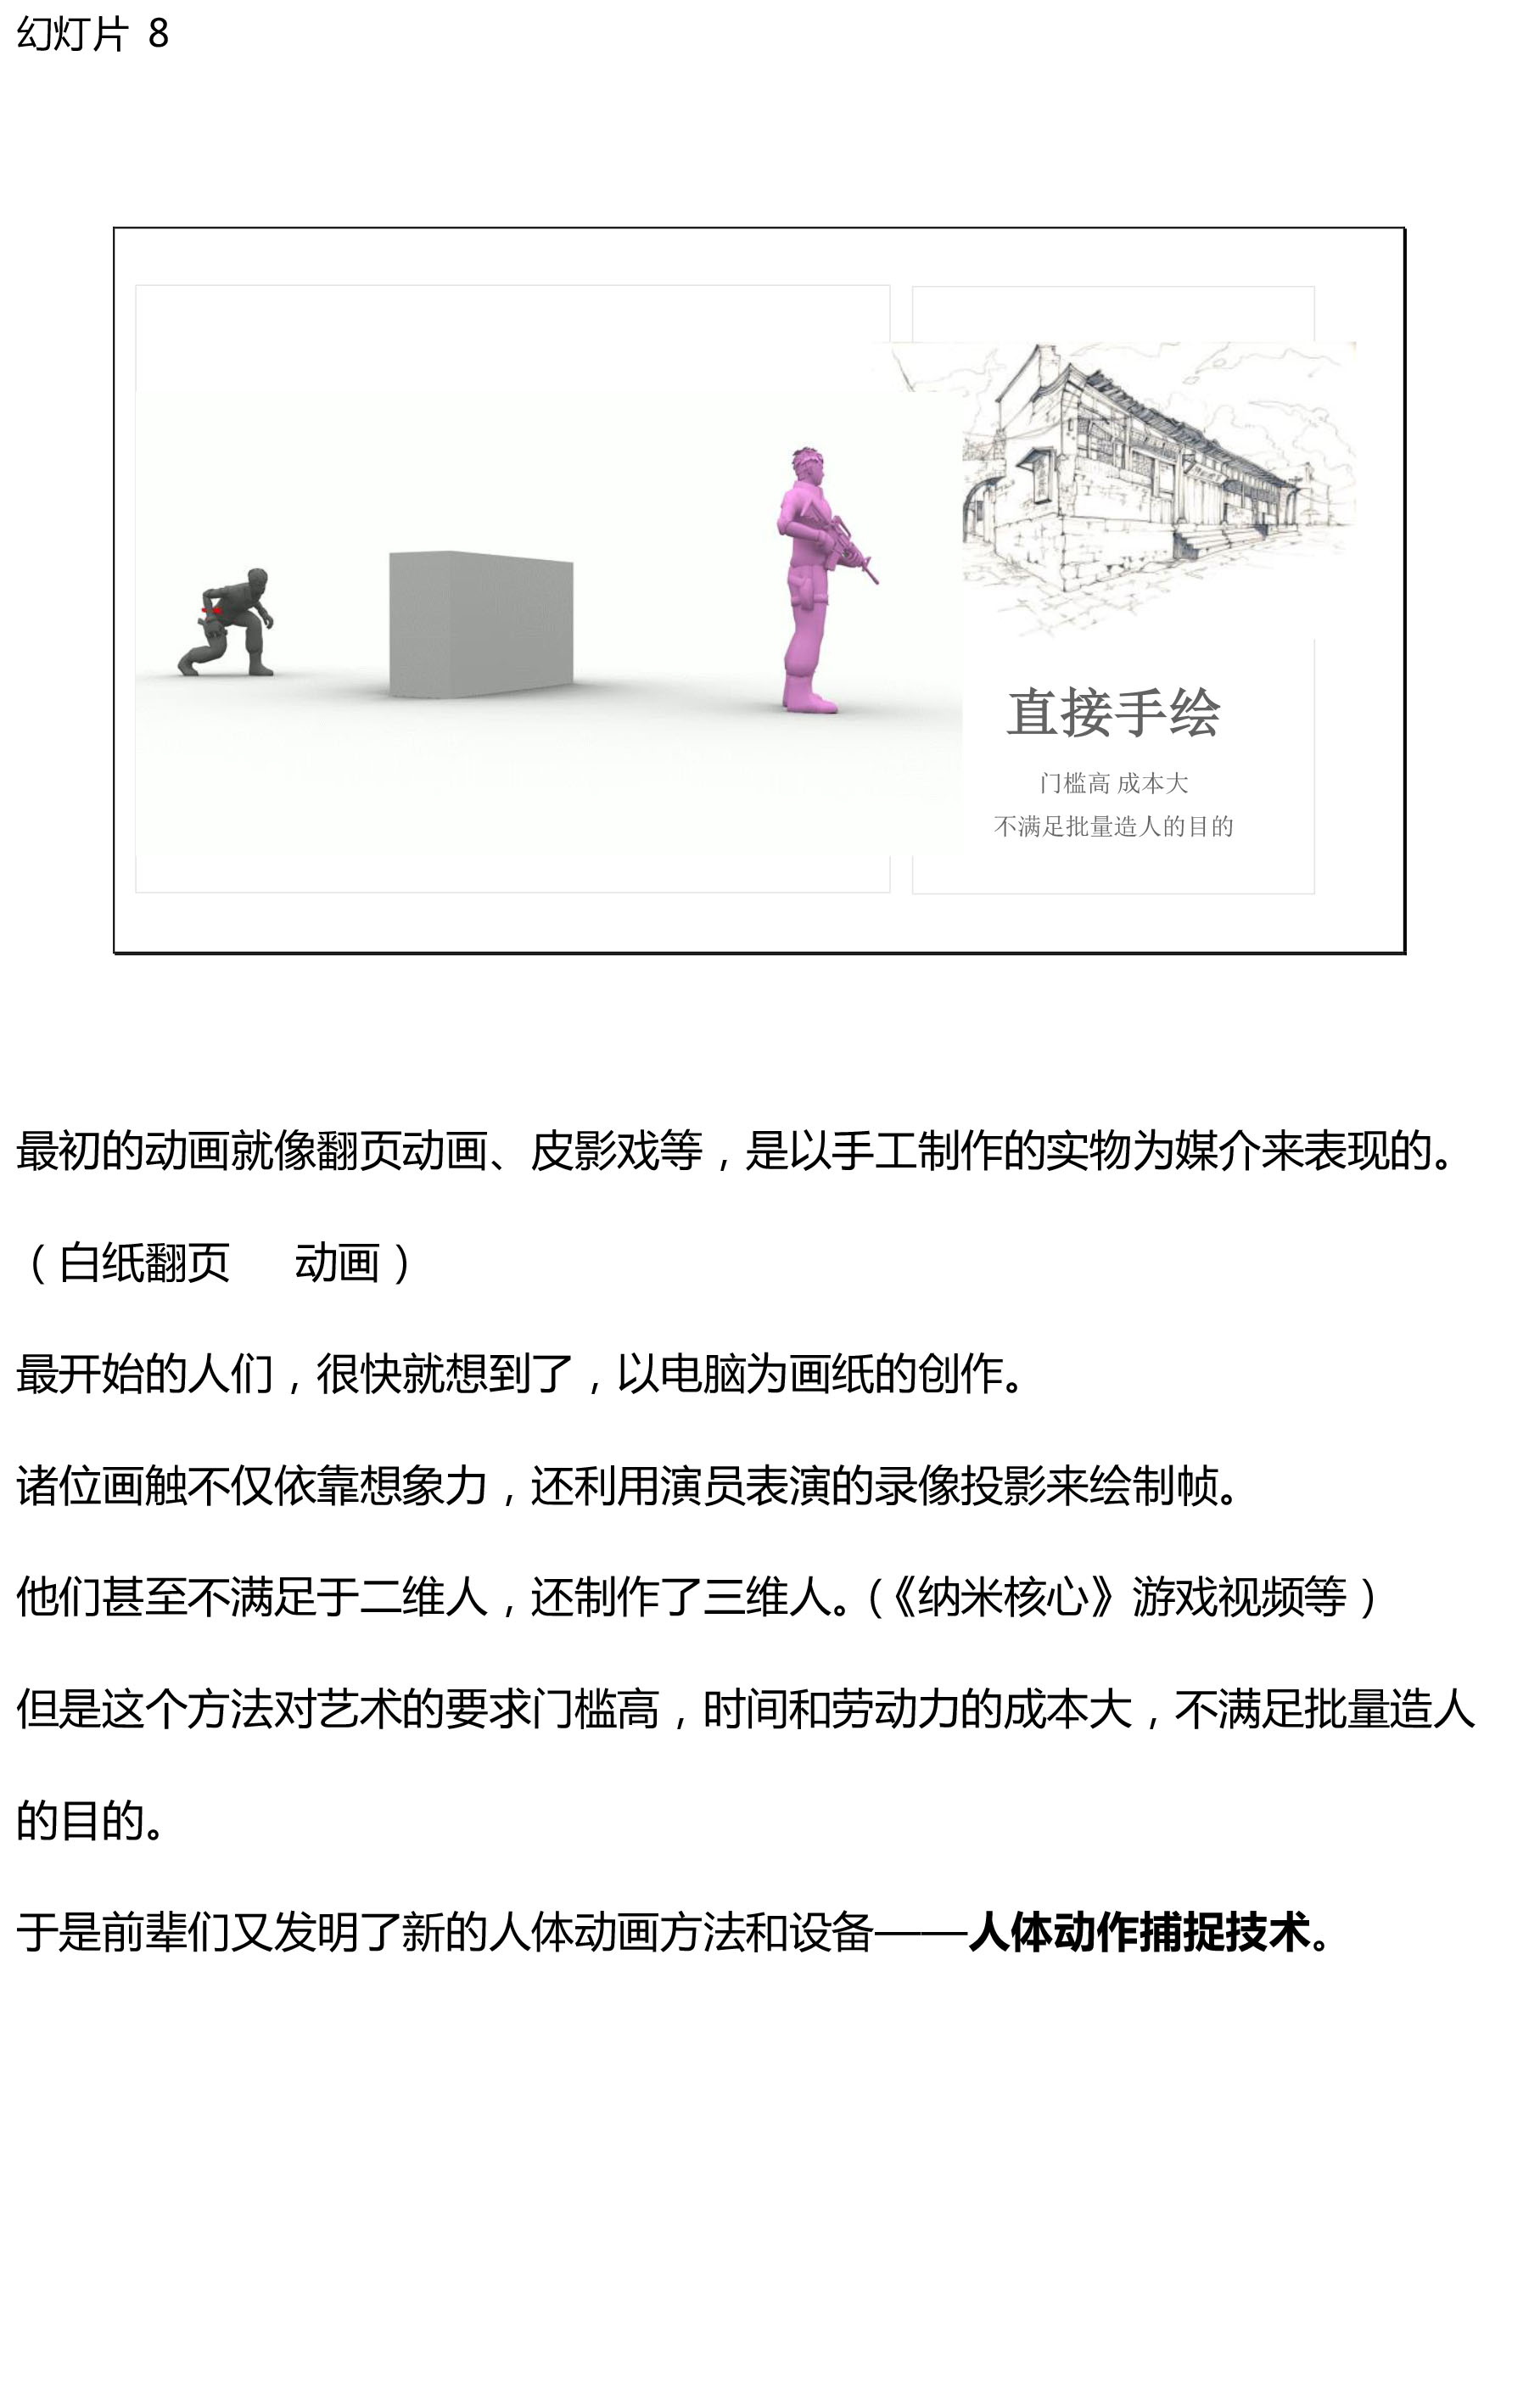 幻灯片 8
直接手绘
门槛高 成本大
不满足批量造人的目的
最初的动画就像翻页动画、皮影戏等，是以手工制作的实物为媒介来表现的。
（白纸翻页  动画）
最开始的人们，很快就想到了，以电脑为画纸的创作。
诸位画触不仅依靠想象力，还利用演员表演的录像投影来绘制帧。
他们甚至不满足于二维人，还制作了三维人。（《纳米核心》游戏视频等）
但是这个方法对艺术的要求门槛高，时间和劳动力的成本大，不满足批量造人
的目的。
于是前辈们又发明了新的人体动画方法和设备——人体动作捕捉技术。